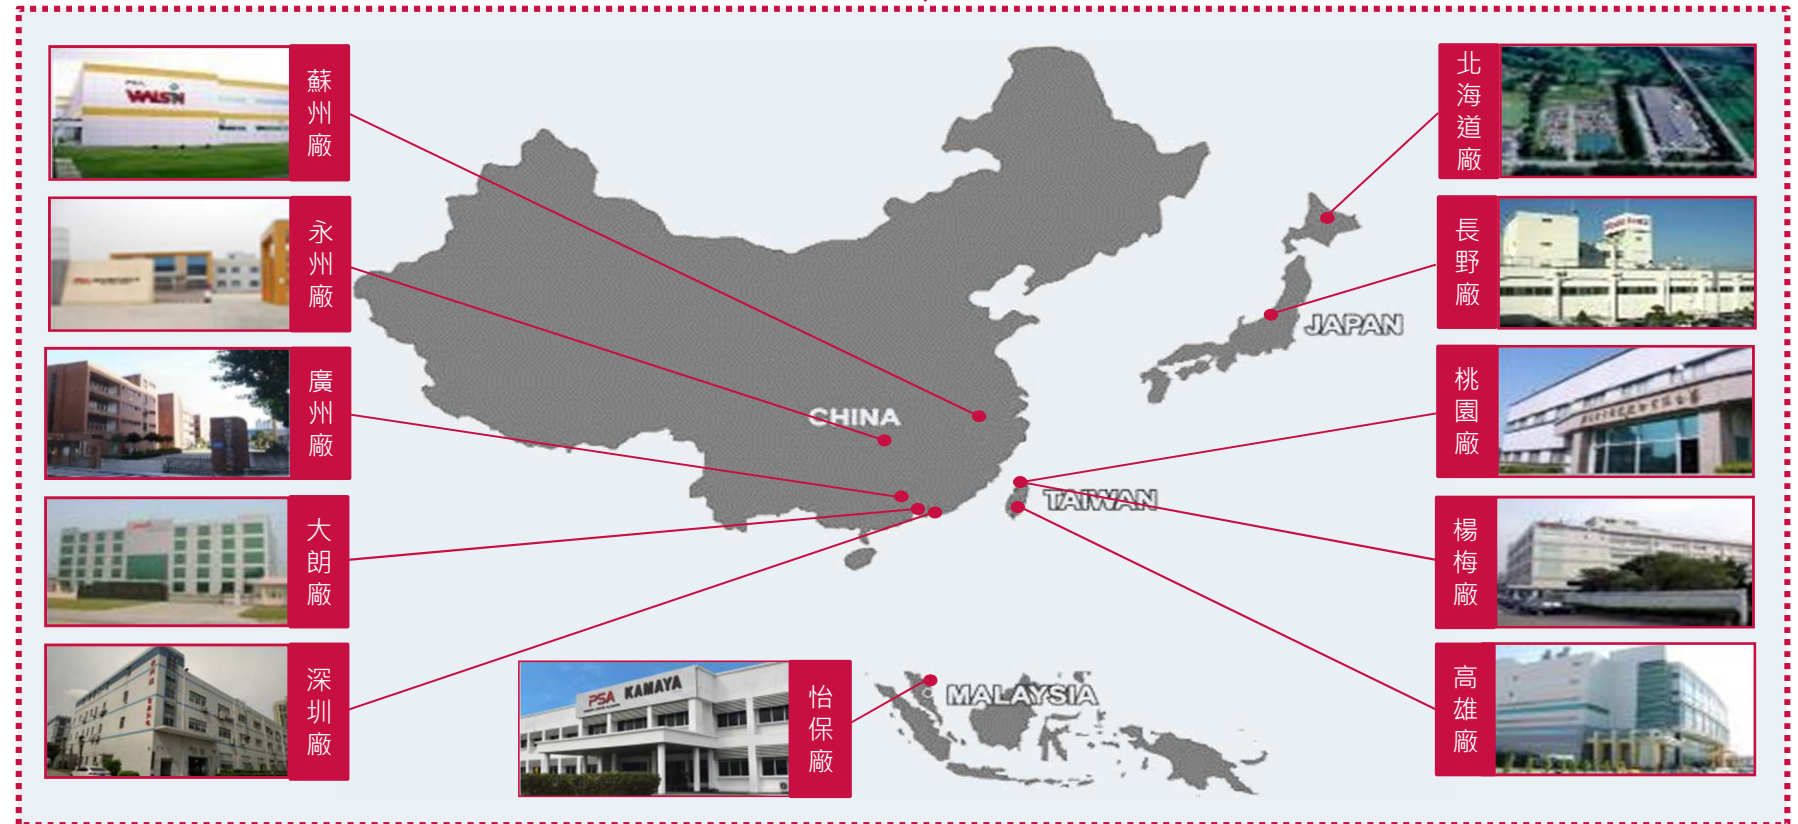 蘇州廠
WALSIN
永州廠
廣州廠
大朗廠
深圳廠
PSA KAMAYA
怡保廠
CHINA
JAPAN
TAIWAN
MALAYSIA
北海道廠
長野廠
桃園廠
楊梅廠
高雄廠